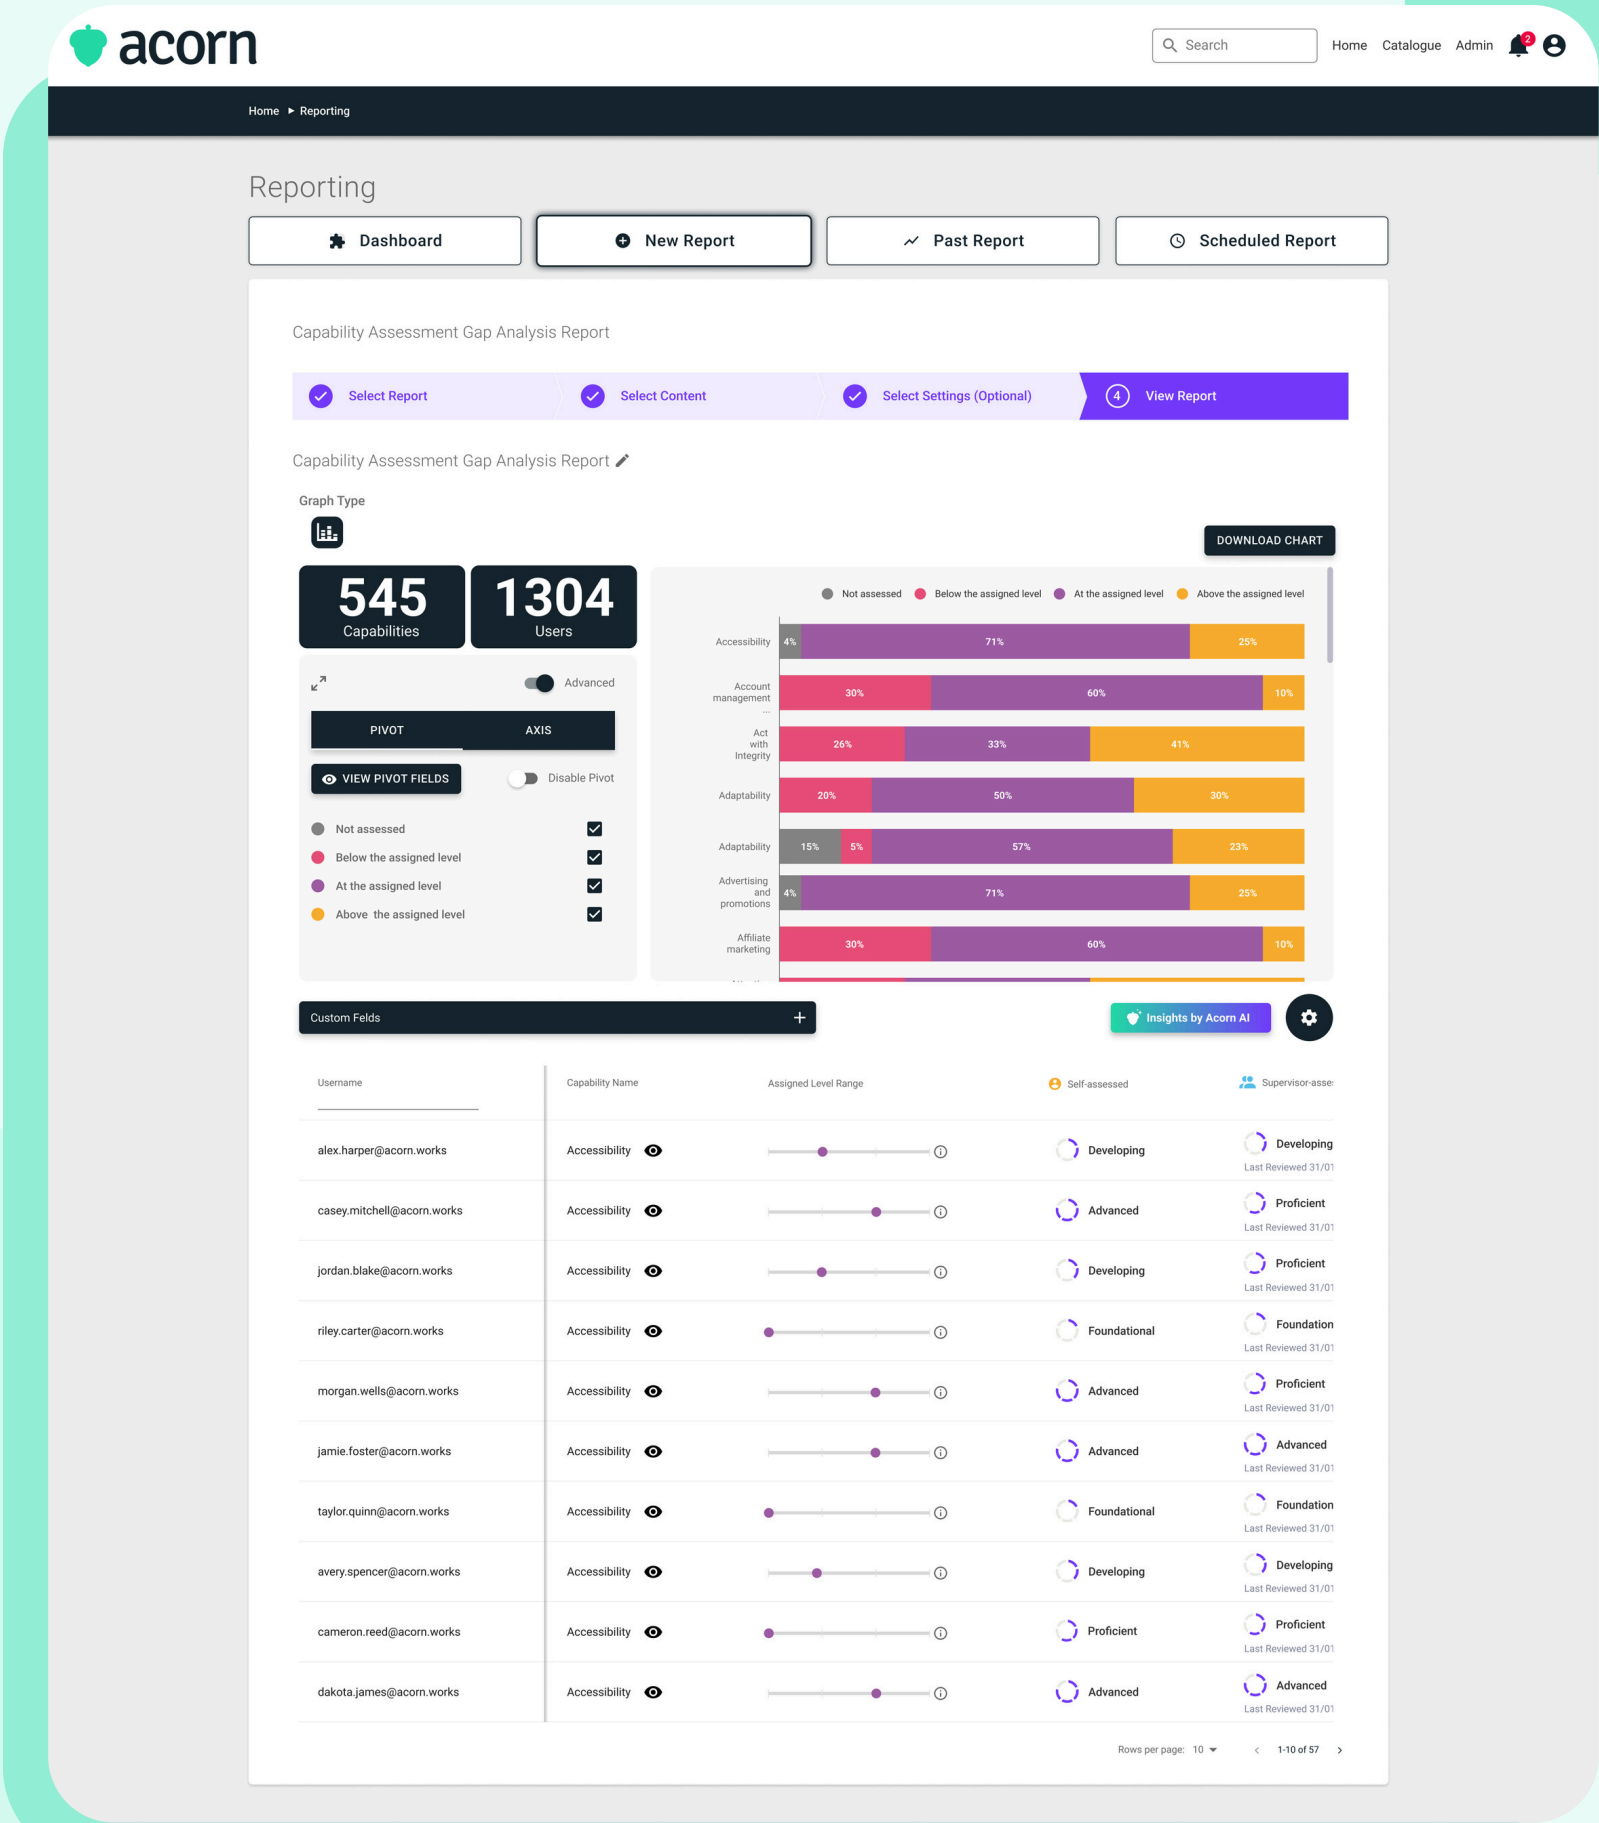 acorn
Search
Home Catalogue Admin 2
Home ▸ Reporting
Reporting
Dashboard New Report Past Report Scheduled Report
Capability Assessment Gap Analysis Report
Select Report Select Content Select Settings (Optional) 4 View Report
Capability Assessment Gap Analysis Report
Graph Type
DOWNLOAD CHART
545
Capabilities
1304
Users
Advanced
PIVOT AXIS
VIEW PIVOT FIELDS Disable Pivot
Not assessed
Below the assigned level
At the assigned level
Above the assigned level
Not assessed Below the assigned level At the assigned level Above the assigned level
Accessibility 4% 71% 25%
Account
management
...
30% 60% 10%
Act
with
Integrity
26% 33% 41%
Adaptability 20% 50% 30%
Adaptability 15% 5% 57% 23%
Advertising
and
promotions
4% 71% 25%
Affiliate
marketing
30% 60% 10%
Custom Felds +
Insights by Acorn AI
Username Capability Name Assigned Level Range Self-assessed Supervisor-asse
alex.harper@acorn.works Accessibility Developing Developing
Last Reviewed 31/01
casey.mitchell@acorn.works Accessibility Advanced Proficient
Last Reviewed 31/01
jordan.blake@acorn.works Accessibility Developing Proficient
Last Reviewed 31/01
riley.carter@acorn.works Accessibility Foundational Foundation
Last Reviewed 31/01
morgan.wells@acorn.works Accessibility Advanced Proficient
Last Reviewed 31/01
jamie.foster@acorn.works Accessibility Advanced Advanced
Last Reviewed 31/01
taylor.quinn@acorn.works Accessibility Foundational Foundation
Last Reviewed 31/01
avery.spencer@acorn.works Accessibility Developing Developing
Last Reviewed 31/01
cameron.reed@acorn.works Accessibility Proficient Proficient
Last Reviewed 31/01
dakota.james@acorn.works Accessibility Advanced Advanced
Last Reviewed 31/01
Rows per page: 10 1-10 of 57